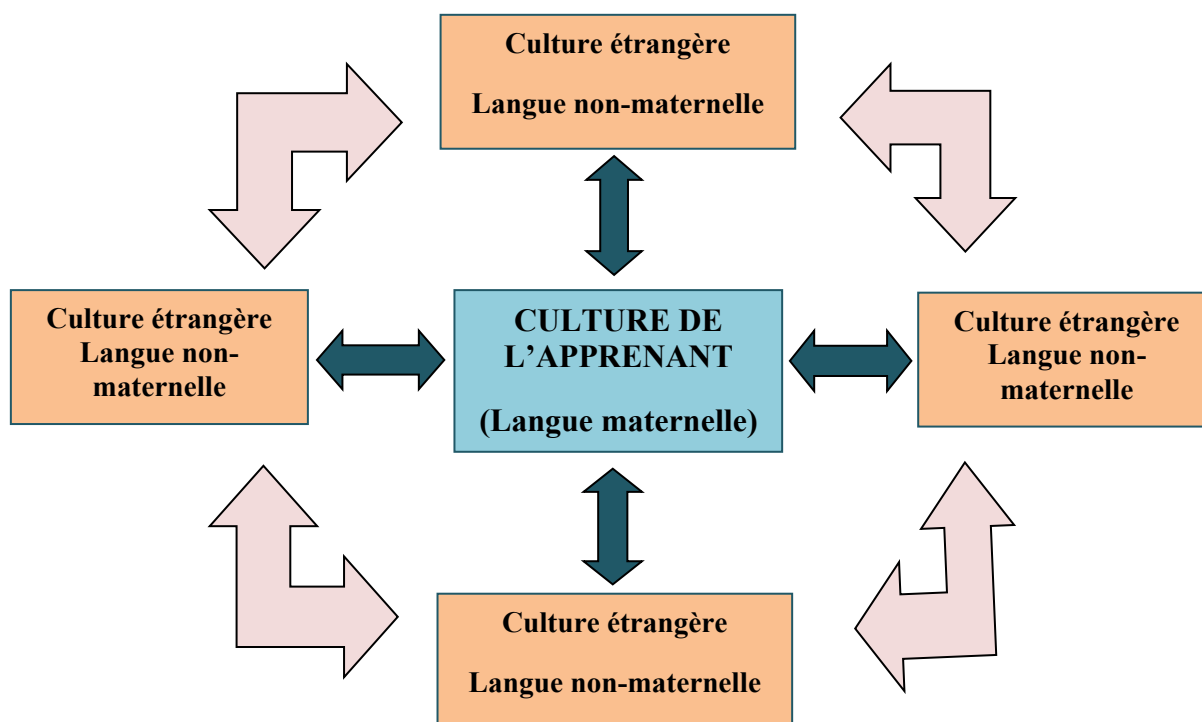 Culture étrangère
Langue non-maternelle
Culture étrangère
Langue non-
maternelle
CULTURE DE
L’APPRENANT
(Langue maternelle)
Culture étrangère
Langue non-
maternelle
Culture étrangère
Langue non-maternelle